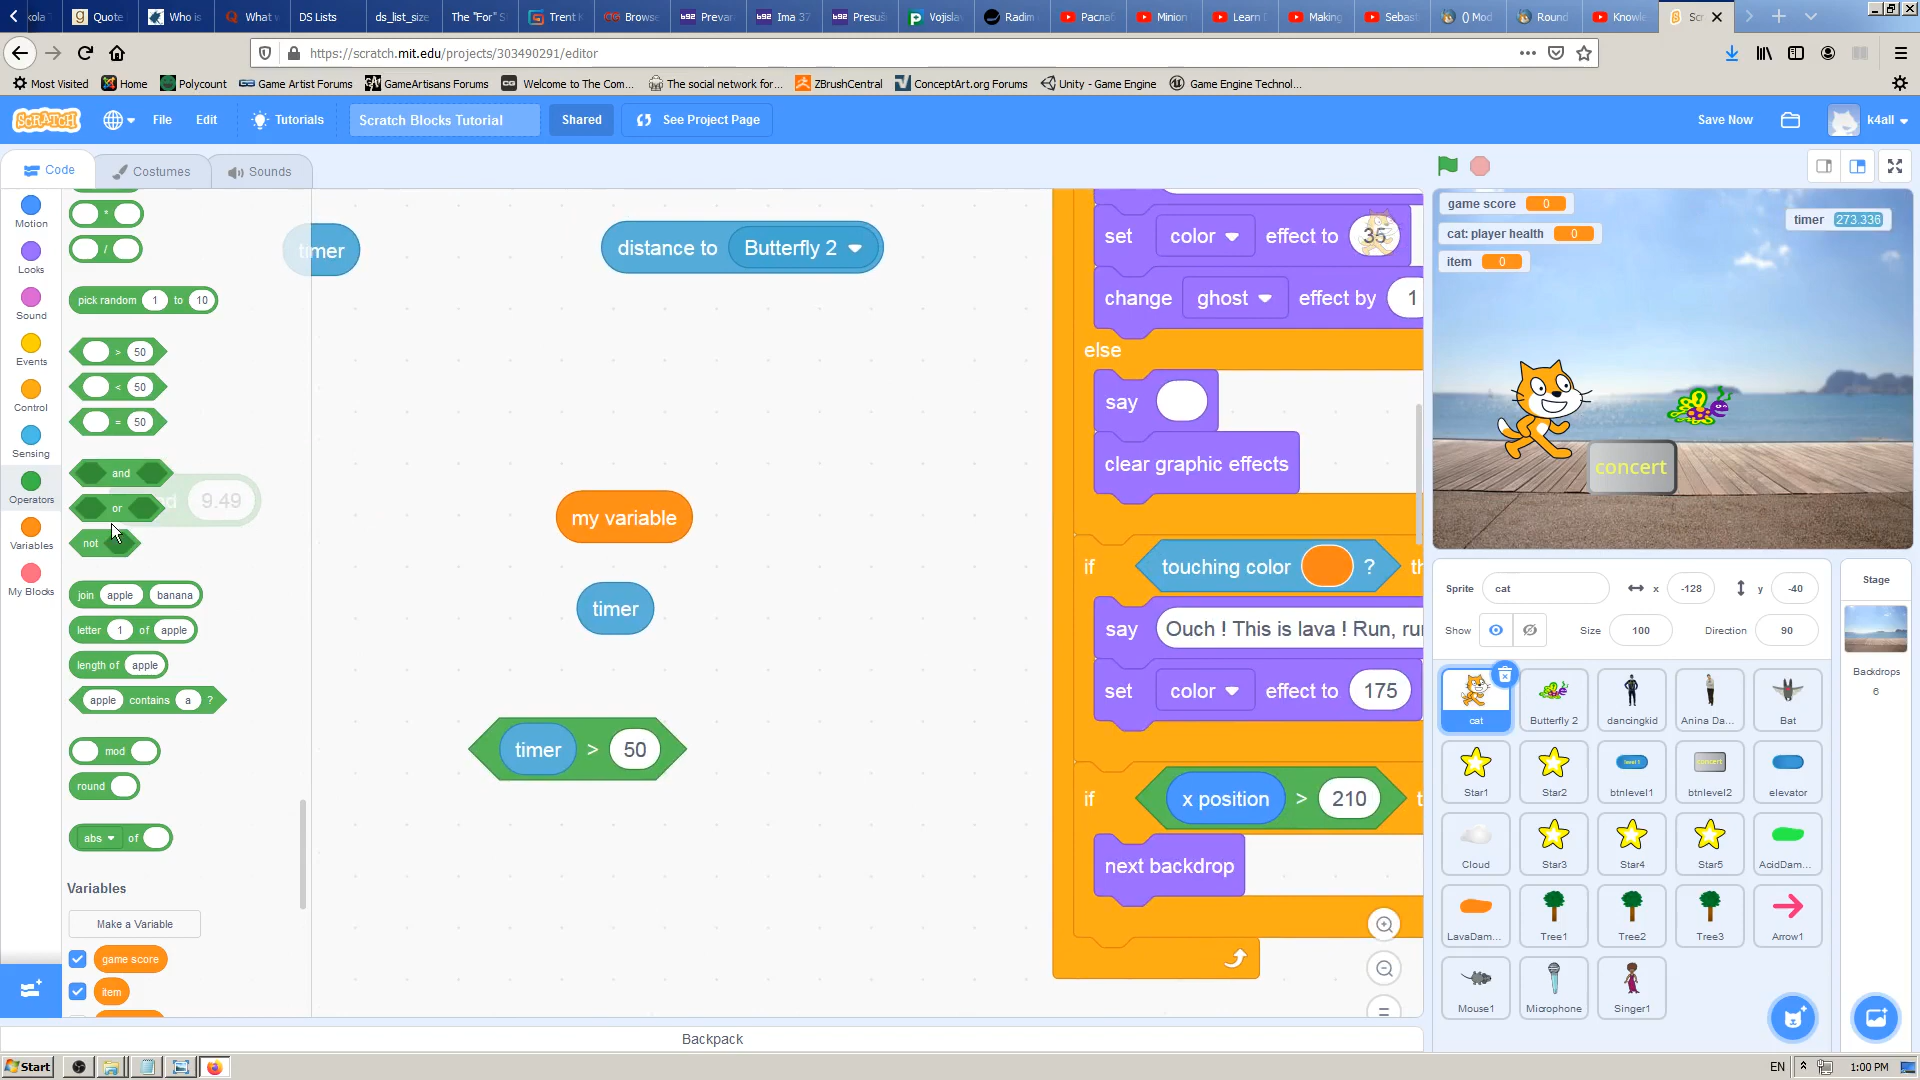 kola T
Quote
Who is
What w
DS Lists
ds_list_size
The "For" S
Trent K
Browse
Prevar
Ima 37
Presuš
Vojisla
Radim
Распа
Minion
Learn I
Making
Sebast
() Mod
Round
Knowle
Scr
https://scratch.mit.edu/projects/303490291/editor
Most Visited
Home
Polycount
Game Artist Forums
GameArtisans Forums
Welcome to The Com...
The social network for...
ZBrushCentral
ConceptArt.org Forums
Unity - Game Engine
Game Engine Technol...
SCRATCH
File
Edit
Tutorials
Scratch Blocks Tutorial
Shared
See Project Page
Save Now
k4all
Code
Costumes
Sounds
Motion
Looks
Sound
Events
Control
Sensing
Operators
Variables
My Blocks
*
/
pick random 1 to 10
> 50
< 50
= 50
and
or
not
join apple banana
letter 1 of apple
length of apple
apple contains a ?
mod
round
abs of
Variables
Make a Variable
game score
item
timer
9.49
distance to Butterfly 2
my variable
timer
timer > 50
set color effect to 35
change ghost effect by 1
else
say
clear graphic effects
if touching color ? th
say Ouch ! This is lava ! Run, rur
set color effect to 175
if x position > 210 t
next backdrop
game score 0
cat: player health 0
item 0
timer 273.336
concert
Sprite cat x -128 y -40
Show Size 100 Direction 90
Stage
Backdrops
6
cat
Butterfly 2
dancingkid
Anina Da...
Bat
Star1
Star2
btnlevel1
btnlevel2
elevator
Cloud
Star3
Star4
Star5
AcidDam...
LavaDam...
Tree1
Tree2
Tree3
Arrow1
Mouse1
Microphone
Singer1
Backpack
Start
EN
1:00 PM